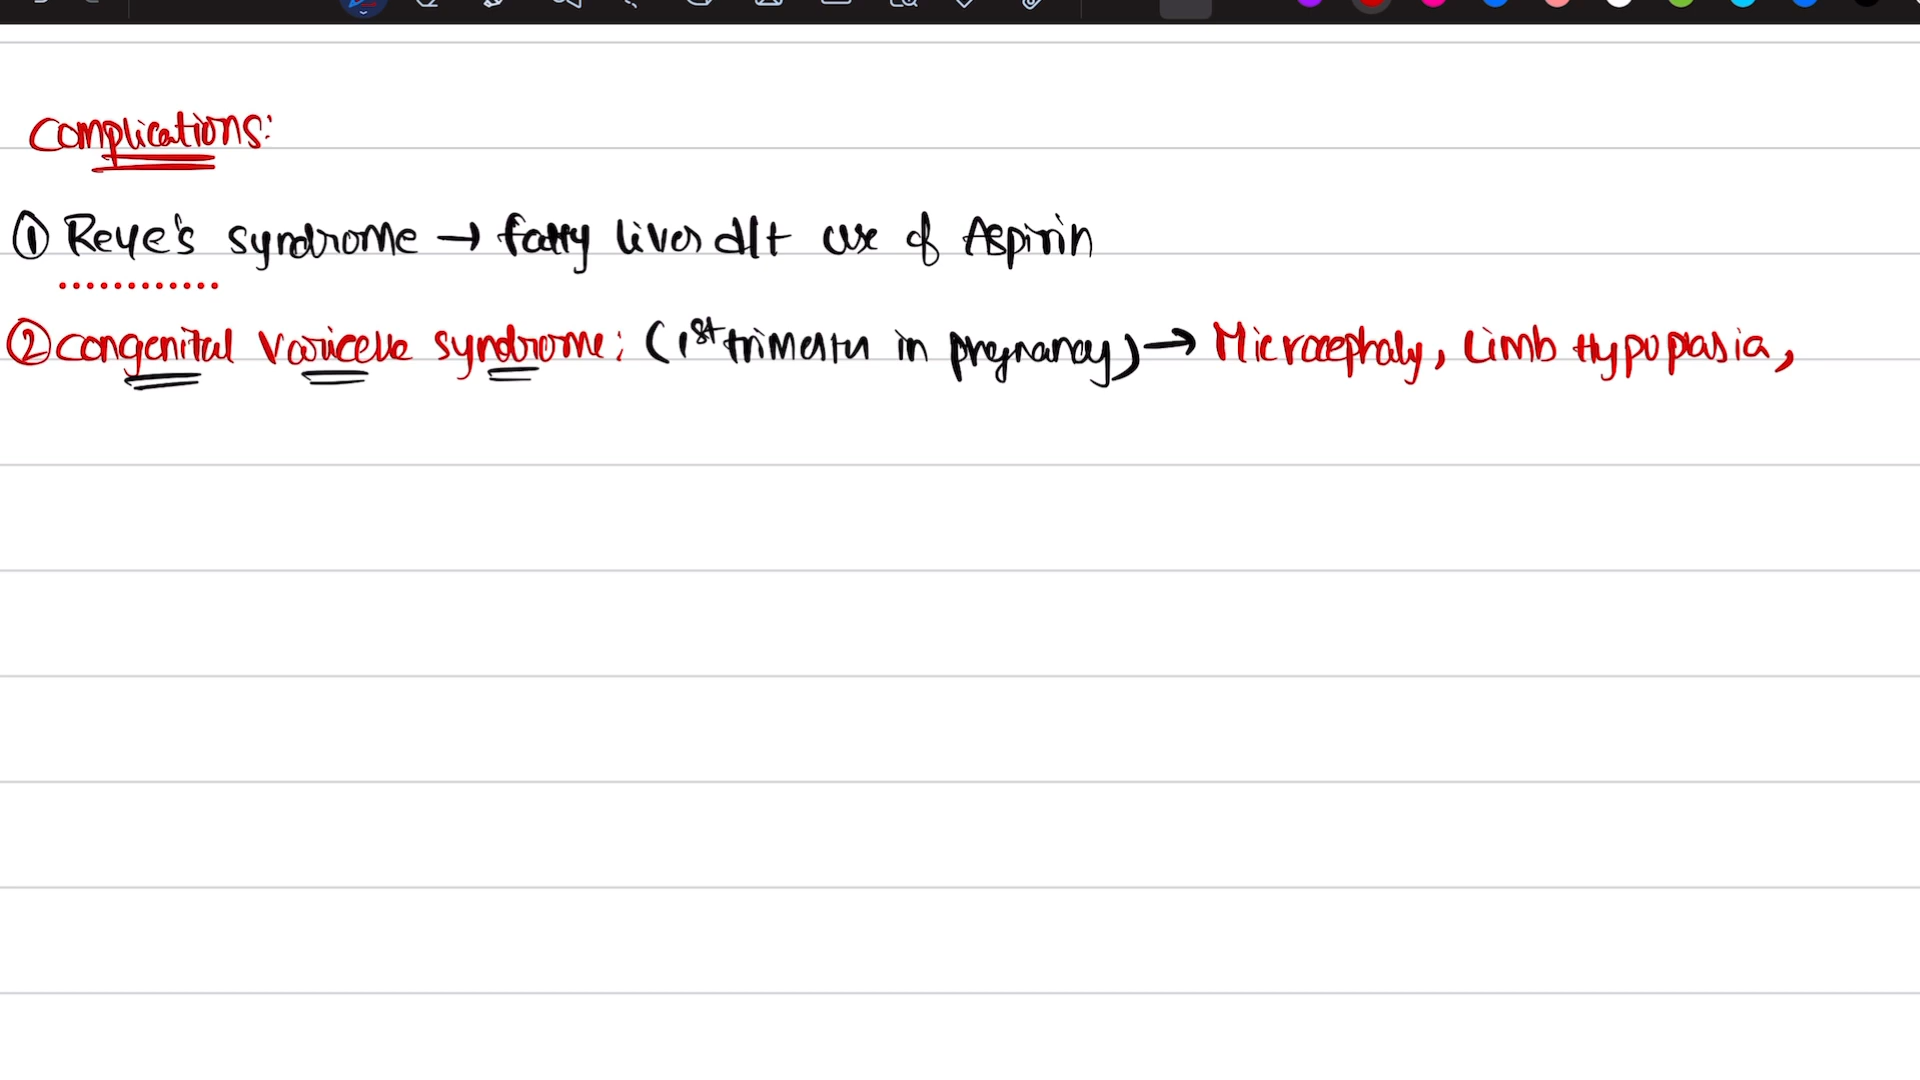 Complications:
① Reye's syndrome → fatty liver d/t use of Aspirin
② congenital Varicella syndrome: (1st trimester in pregnancy) → Microcephaly, Limb Hypoplasia,